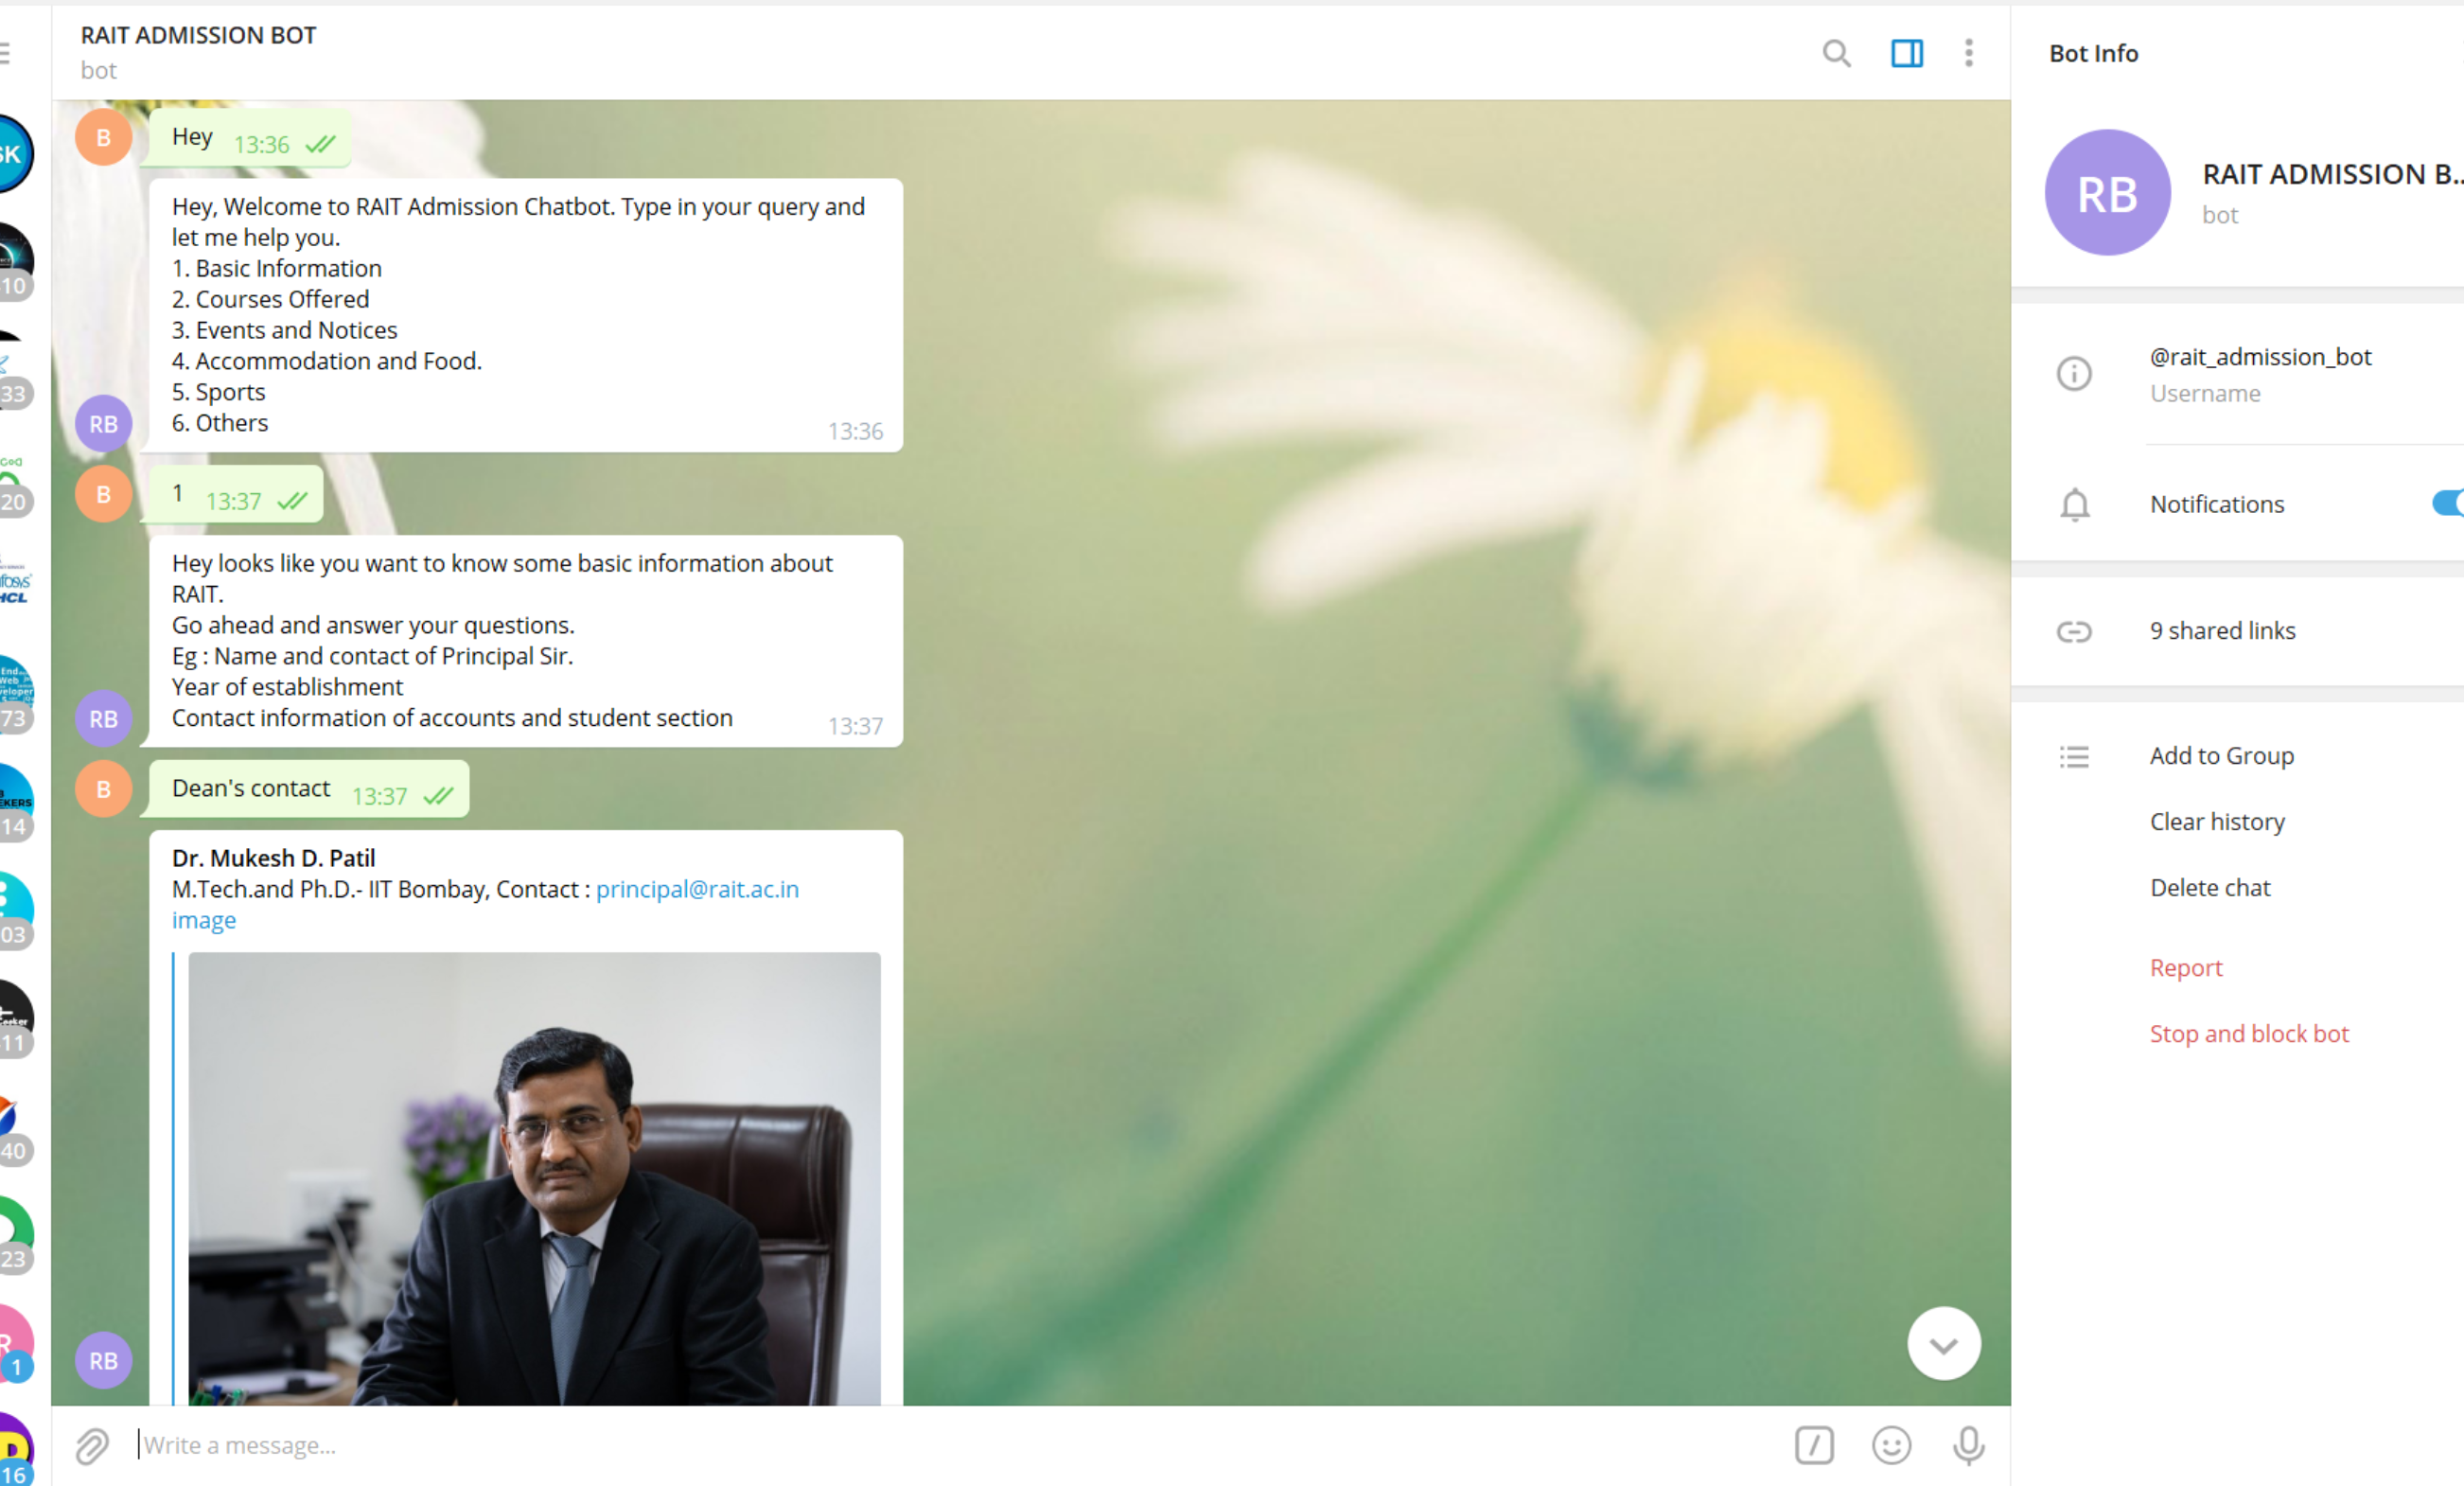 RAIT ADMISSION BOT
bot
B
Hey 13:36
Hey, Welcome to RAIT Admission Chatbot. Type in your query and
let me help you.
1. Basic Information
2. Courses Offered
3. Events and Notices
4. Accommodation and Food.
5. Sports
6. Others
13:36
RB
B
1 13:37
Hey looks like you want to know some basic information about
RAIT.
Go ahead and answer your questions.
Eg : Name and contact of Principal Sir.
Year of establishment
Contact information of accounts and student section
13:37
RB
B
Dean's contact 13:37
Dr. Mukesh D. Patil
M.Tech.and Ph.D.- IIT Bombay, Contact : principal@rait.ac.in
image
RB
Write a message...
Bot Info
RB
RAIT ADMISSION B...
bot
@rait_admission_bot
Username
Notifications
9 shared links
Add to Group
Clear history
Delete chat
Report
Stop and block bot
SK
10
33
20
HCL
73
14
03
11
40
23
R
1
16